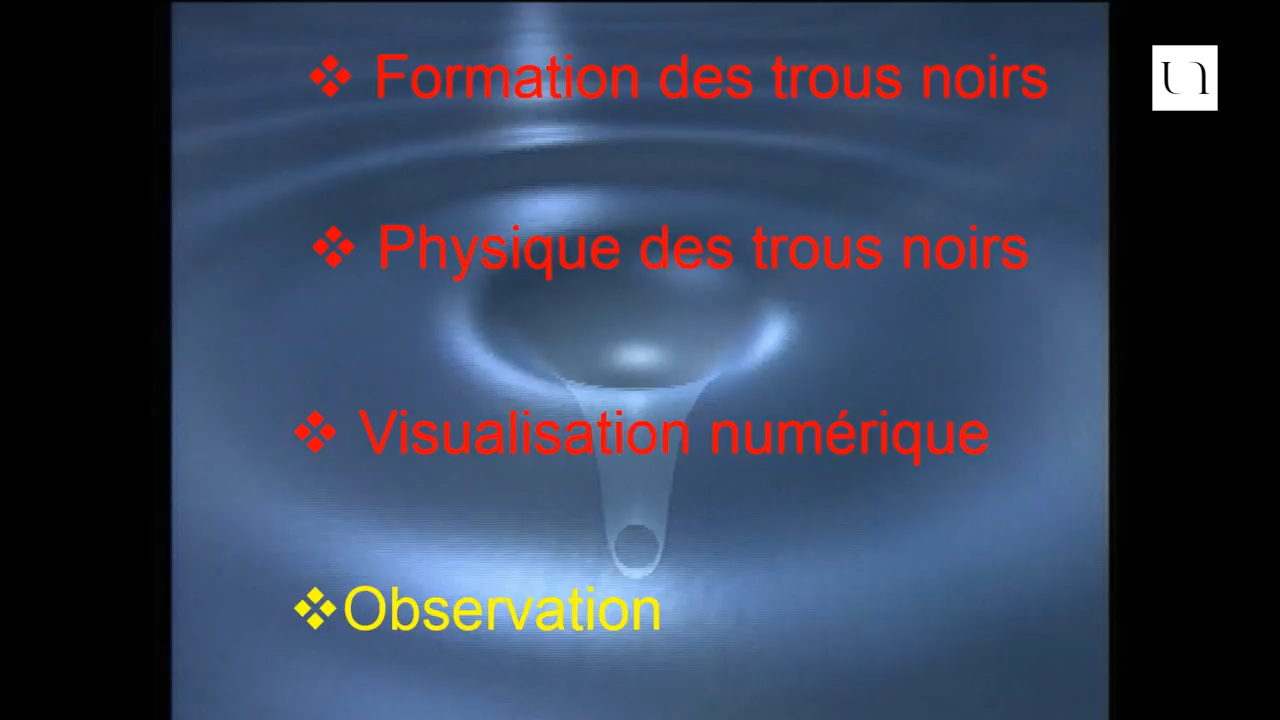 ❖ Formation des trous noirs
❖ Physique des trous noirs
❖ Visualisation numérique
❖Observation